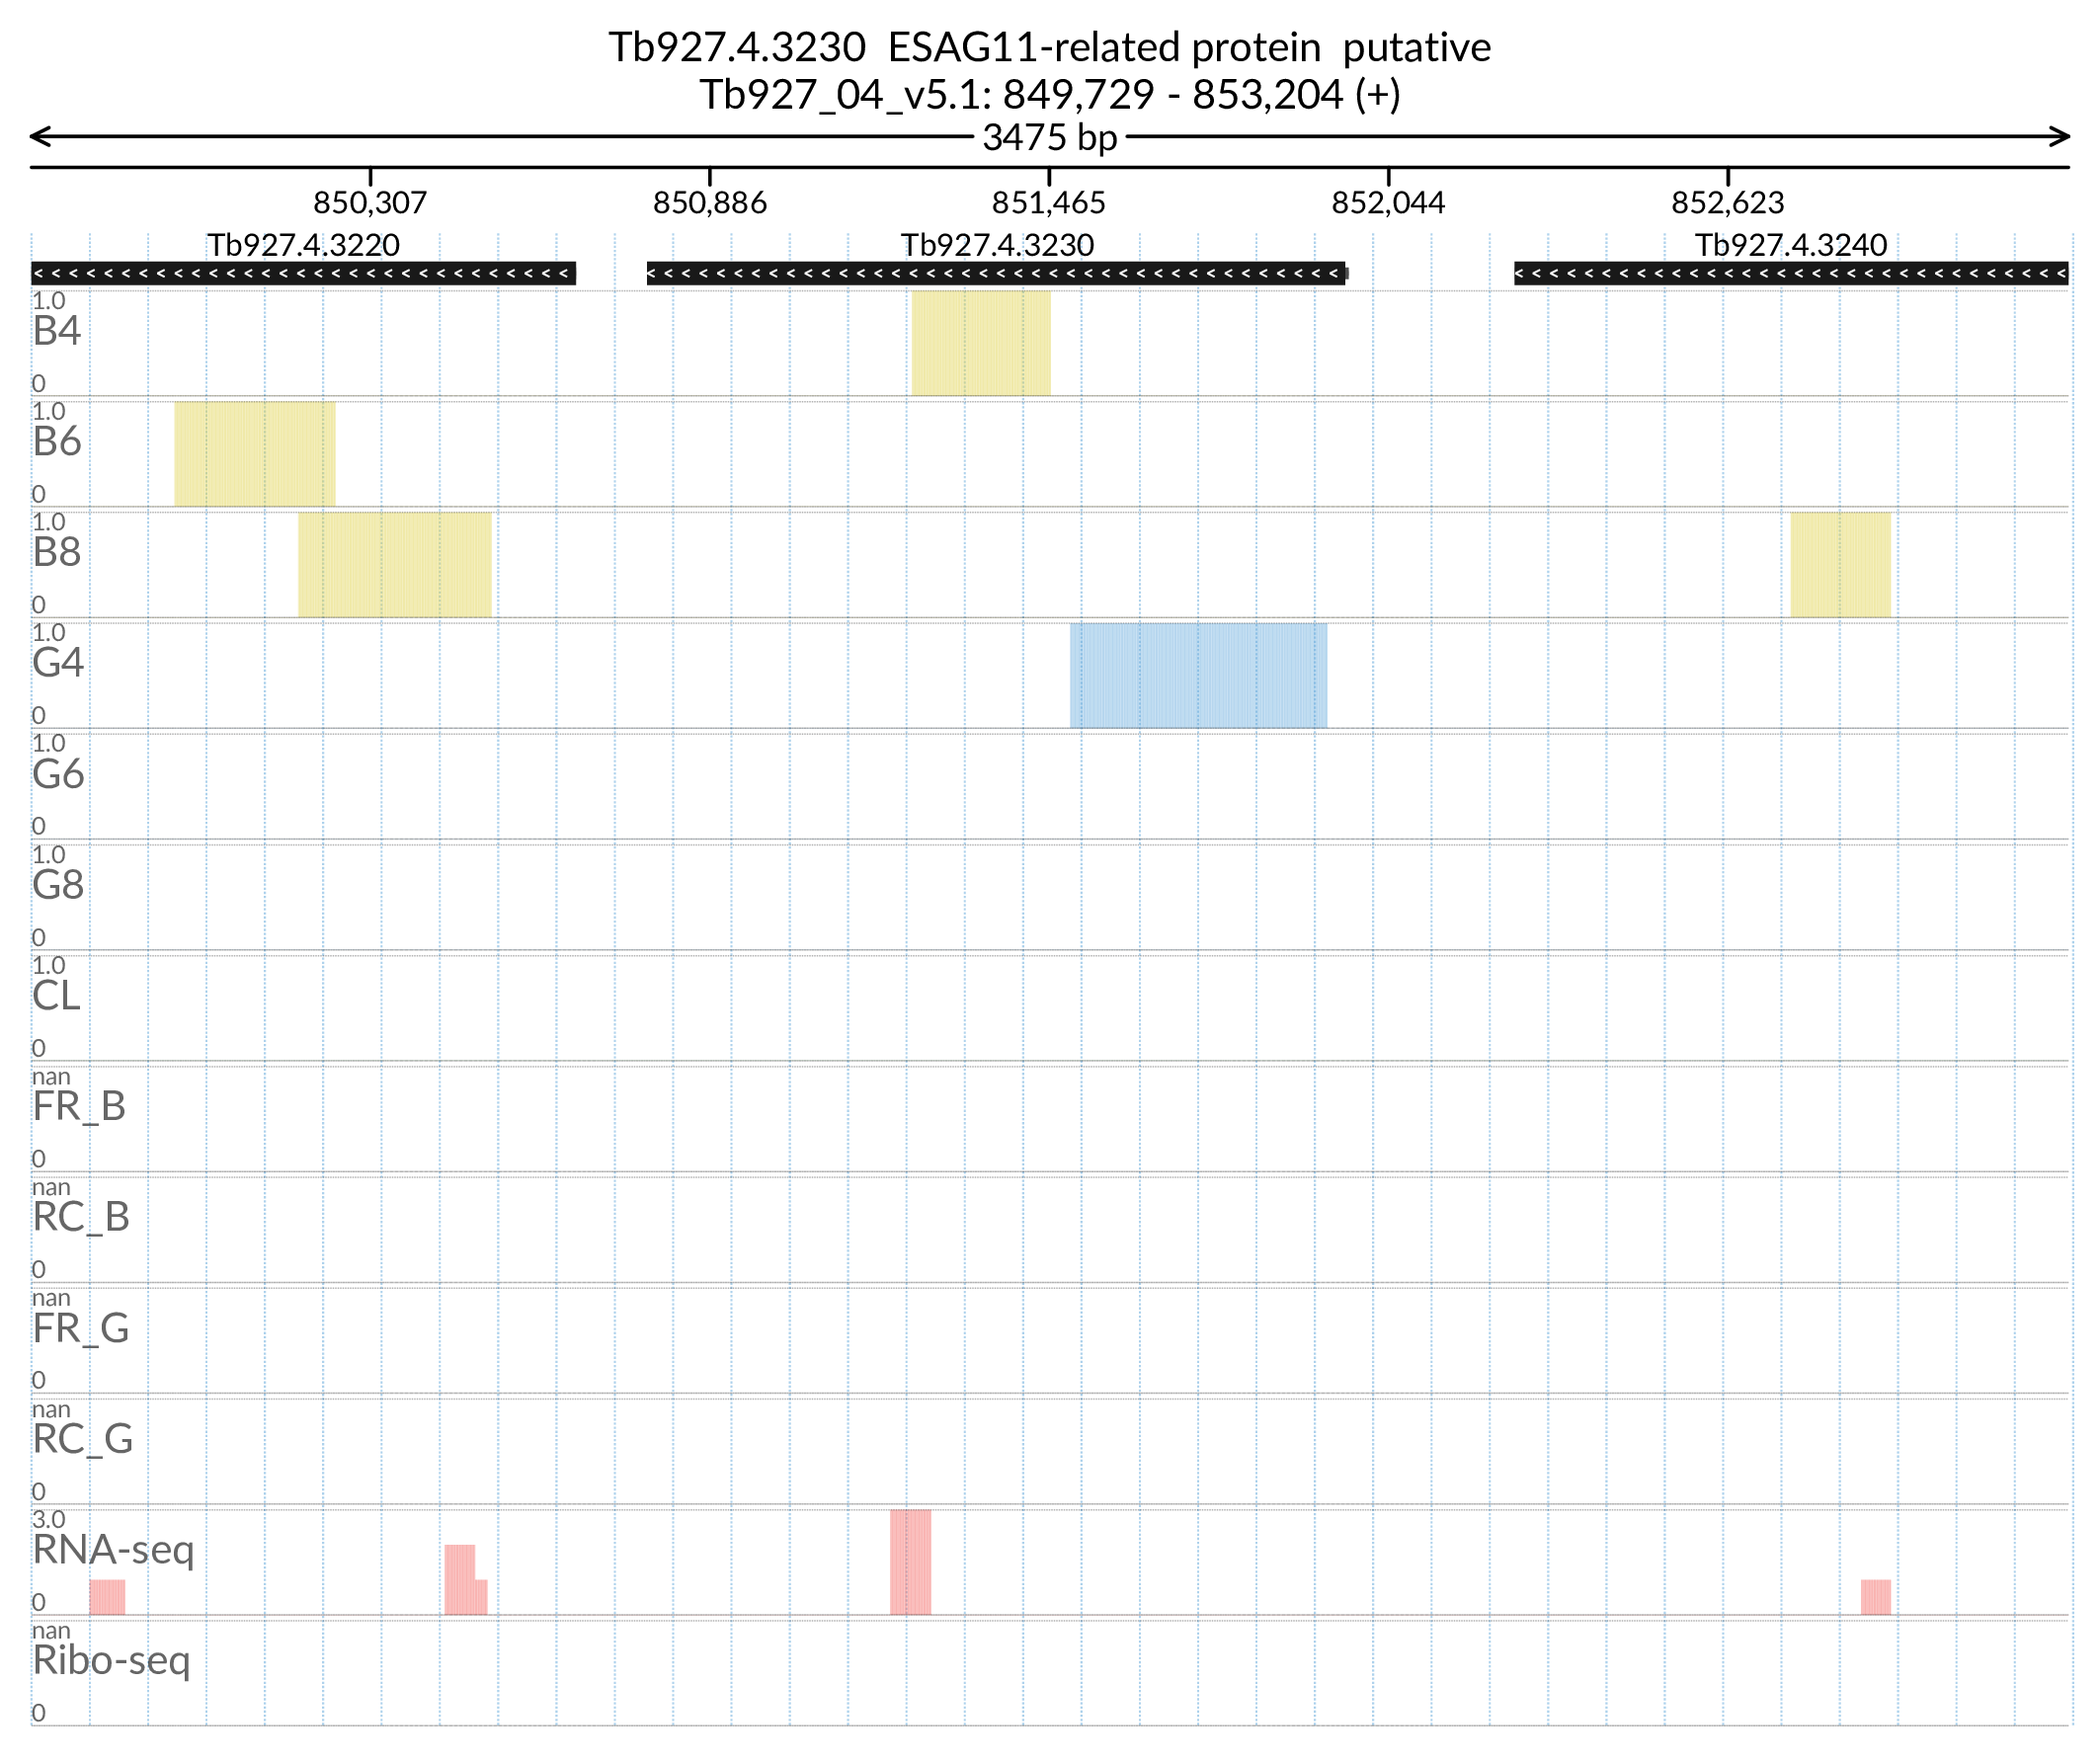 Tb927.4.3230 ESAG11-related protein putative
Tb927_04_v5.1: 849,729 - 853,204 (+)
3475 bp
850,307 850,886 851,465 852,044 852,623
Tb927.4.3220 Tb927.4.3230 Tb927.4.3240
1.0
B4
0
1.0
B6
0
1.0
B8
0
1.0
G4
0
1.0
G6
0
1.0
G8
0
1.0
CL
0
nan
FR_B
0
nan
RC_B
0
nan
FR_G
0
nan
RC_G
0
3.0
RNA-seq
0
nan
Ribo-seq
0